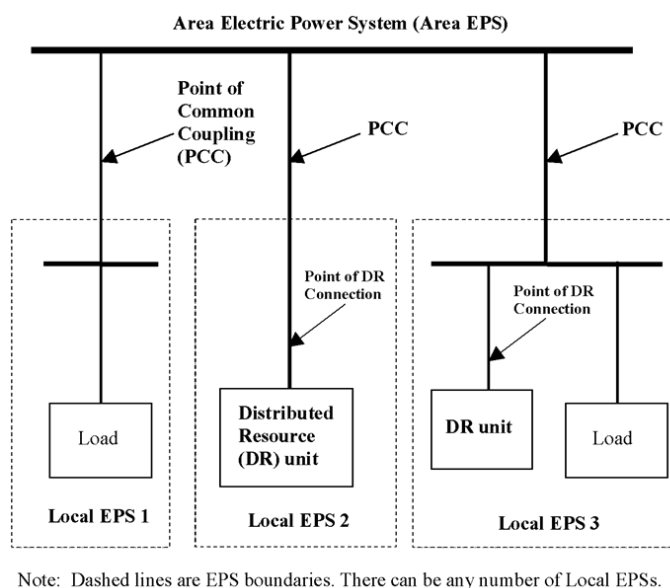 Area Electric Power System (Area EPS)
Point of
Common
Coupling
(PCC)
PCC
PCC
Point of DR
Connection
Point of DR
Connection
Load
Distributed
Resource
(DR) unit
DR unit
Load
Local EPS 1
Local EPS 2
Local EPS 3
Note: Dashed lines are EPS boundaries. There can be any number of Local EPSs.